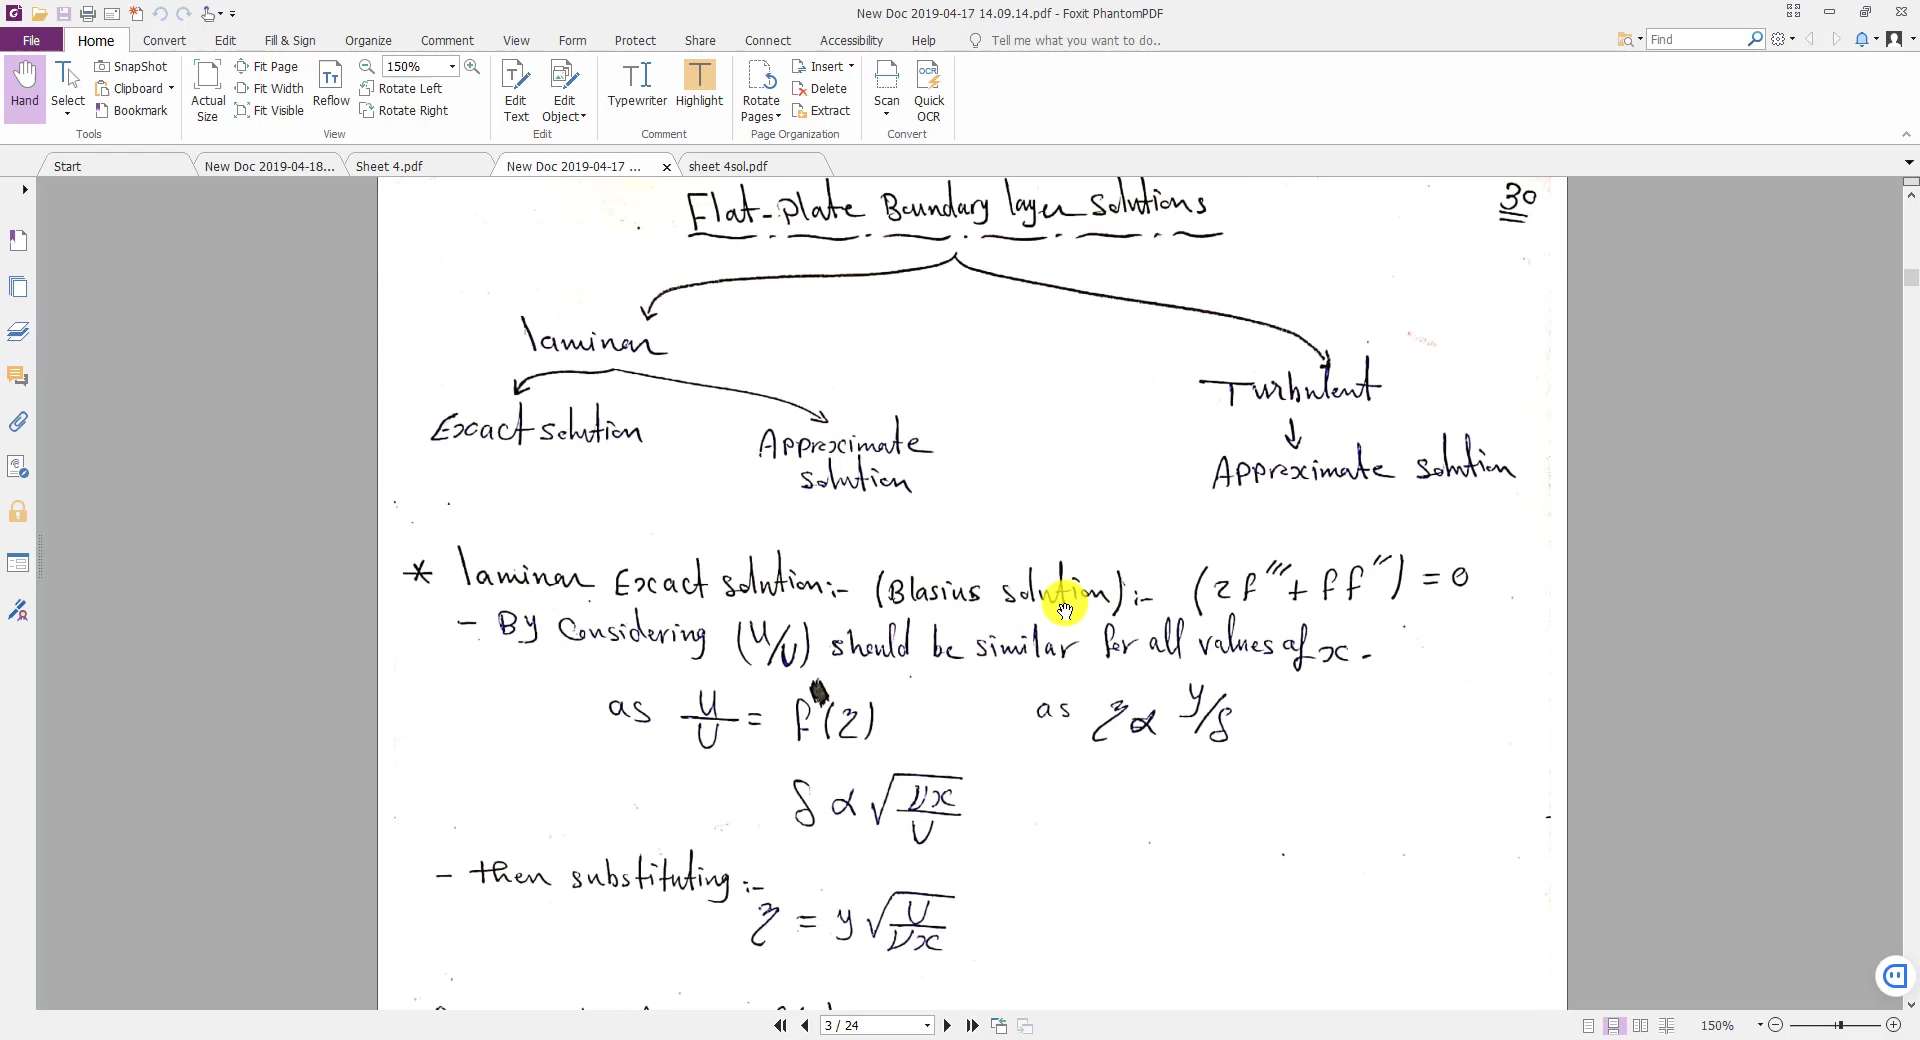 New Doc 2019-04-17 14.09.14.pdf - Foxit PhantomPDF
File Home Convert Edit Fill & Sign Organize Comment View Form Protect Share Connect Accessibility Help Tell me what you want to do.. Find
Hand
Select
SnapShot
Clipboard
Bookmark
Tools
Actual Size
Fit Page
Fit Width
Fit Visible
Reflow
150%
Rotate Left
Rotate Right
View
Edit Text
Edit Object
Edit
Typewriter
Highlight
Comment
Rotate Pages
Insert
Delete
Extract
Page Organization
Scan
Quick OCR
Convert
Start New Doc 2019-04-18... Sheet 4.pdf New Doc 2019-04-17 ... sheet 4sol.pdf
Flat-plate Boundary layer solutions 30
laminar
Turbulent
Exact solution
Approximate solution
Approximate solution
* laminar Exact solution:- (Blasius solution):- (2f''' + ff'') = 0
- By Considering (u/U) should be similar for all values of x -
as u/U = f'(η) as η α y/δ
δ α √(νx/U)
- then substituting:-
η = y √(U/νx)
3 / 24
150%